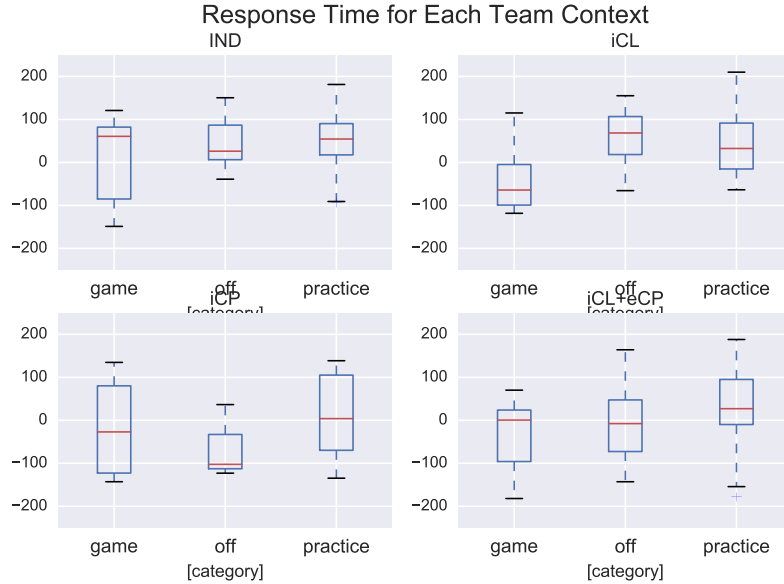 Response Time for Each Team Context
IND
iCL
200
100
0
−100
−200
game off practice
[category]
200
100
0
−100
−200
game off practice
[category]
iCP
iCL+eCP
200
100
0
−100
−200
game off practice
[category]
200
100
0
−100
−200
game off practice
[category]